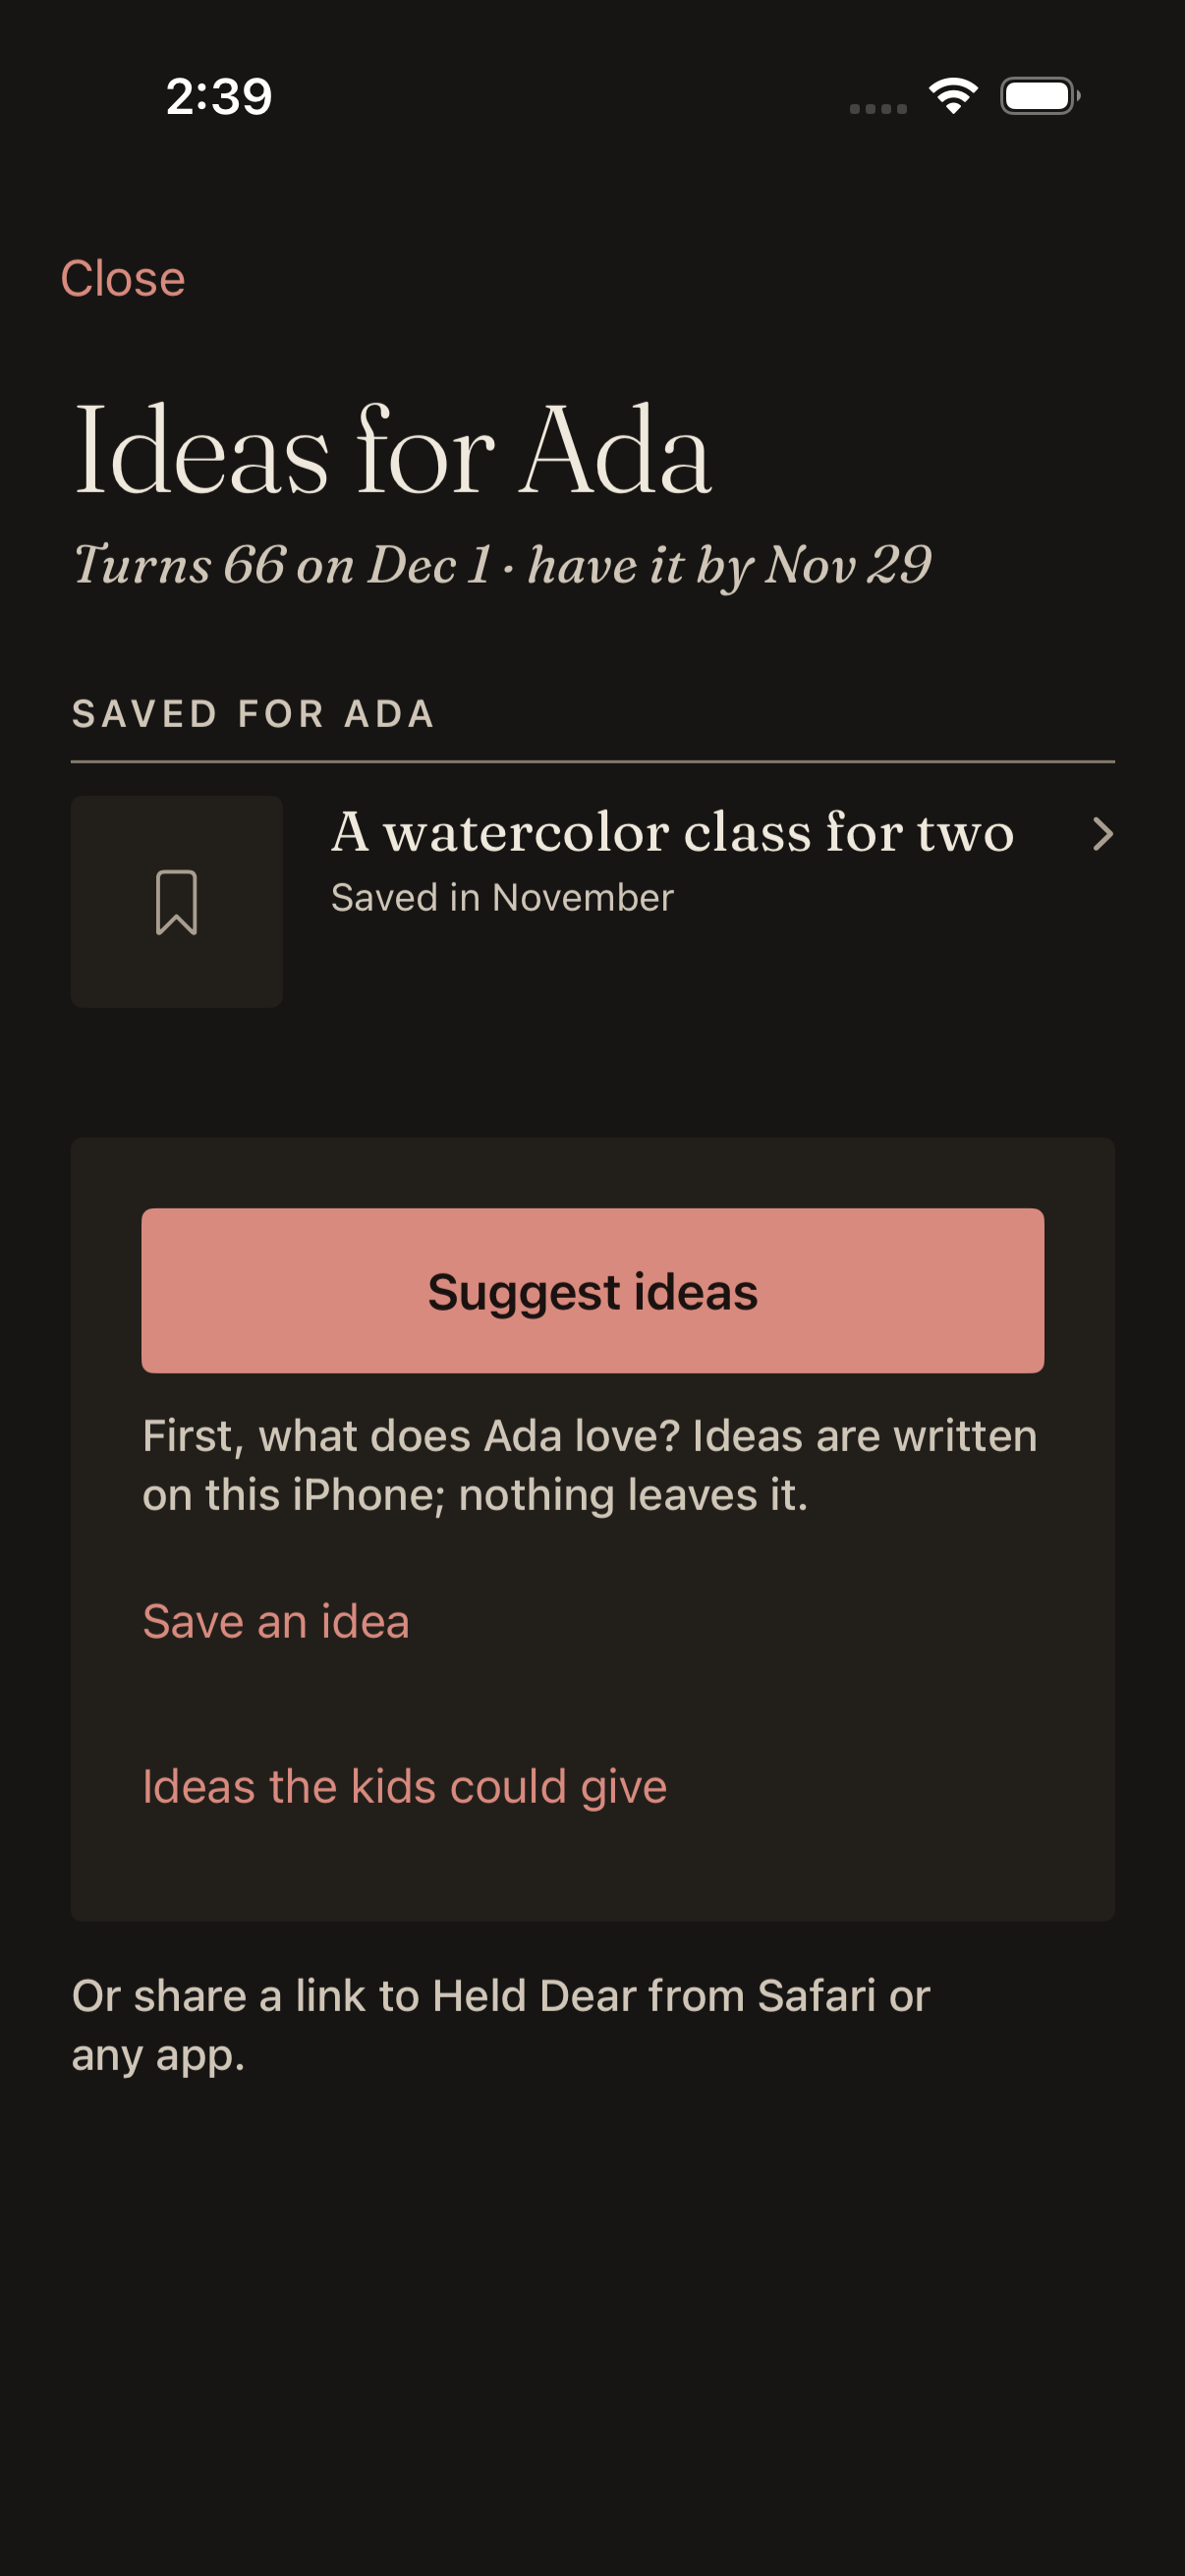 2:39
Close
Ideas for Ada
Turns 66 on Dec 1 · have it by Nov 29
SAVED FOR ADA
A watercolor class for two
Saved in November
Suggest ideas
First, what does Ada love? Ideas are written
on this iPhone; nothing leaves it.
Save an idea
Ideas the kids could give
Or share a link to Held Dear from Safari or
any app.